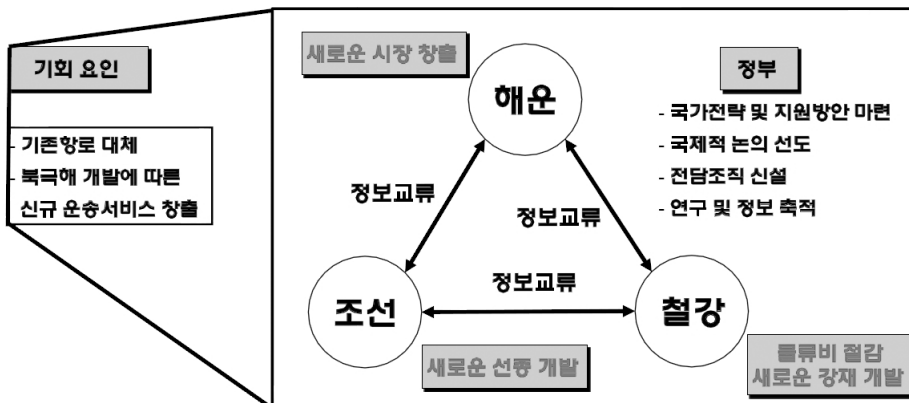 기회 요인
- 기존항로 대체
- 북극해 개발에 따른
신규 운송서비스 창출
새로운 시장 창출
해운
정부
- 국가전략 및 지원방안 마련
- 국제적 논의 선도
- 전담조직 신설
- 연구 및 정보 축적
정보교류
정보교류
정보교류
조선
철강
새로운 선종 개발
물류비 절감
새로운 강재 개발